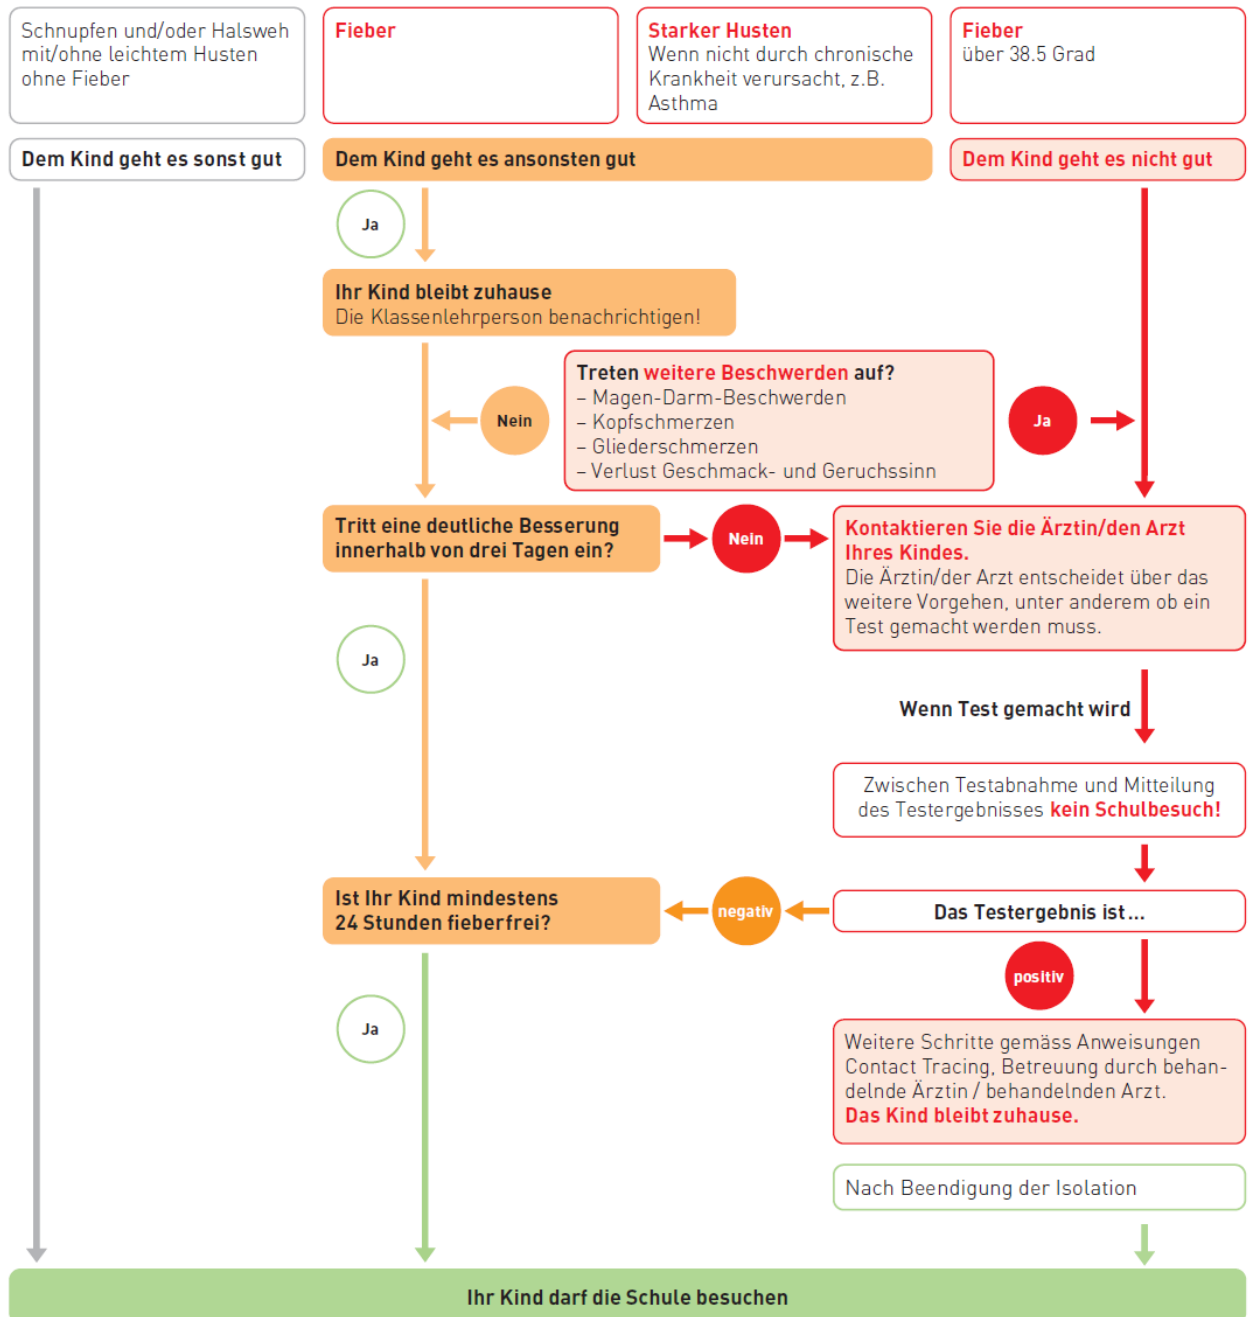 Schnupfen und/oder Halsweh
mit/ohne leichtem Husten
ohne Fieber
Fieber
Starker Husten
Wenn nicht durch chronische
Krankheit verursacht, z.B.
Asthma
Fieber
über 38.5 Grad
Dem Kind geht es sonst gut
Dem Kind geht es ansonsten gut
Dem Kind geht es nicht gut
Ja
Ihr Kind bleibt zuhause
Die Klassenlehrperson benachrichtigen!
Treten weitere Beschwerden auf?
– Magen-Darm-Beschwerden
– Kopfschmerzen
– Gliederschmerzen
– Verlust Geschmack- und Geruchssinn
Nein
Ja
Tritt eine deutliche Besserung
innerhalb von drei Tagen ein?
Nein
Kontaktieren Sie die Ärztin/den Arzt
Ihres Kindes.
Die Ärztin/der Arzt entscheidet über das
weitere Vorgehen, unter anderem ob ein
Test gemacht werden muss.
Ja
Wenn Test gemacht wird
Zwischen Testabnahme und Mitteilung
des Testergebnisses kein Schulbesuch!
Ist Ihr Kind mindestens
24 Stunden fieberfrei?
negativ
Das Testergebnis ist...
positiv
Ja
Weitere Schritte gemäss Anweisungen
Contact Tracing, Betreuung durch behan-
delnde Ärztin / behandelnden Arzt.
Das Kind bleibt zuhause.
Nach Beendigung der Isolation
Ihr Kind darf die Schule besuchen